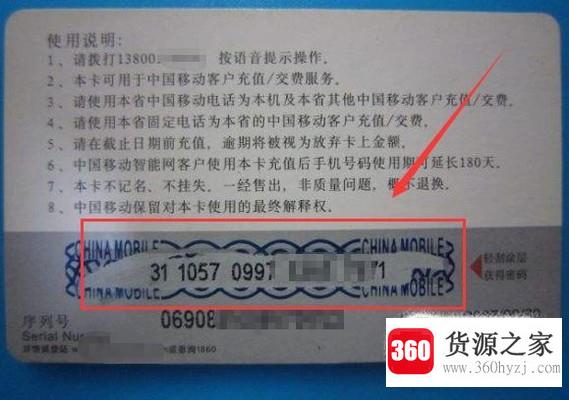 使用说明:
1、请拨打13800 按语音提示操作。
2、本卡可用于中国移动客户充值/交费服务。
3、请使用本省中国移动电话为本机及本省其他中国移动客户充值/交费。
4、请使用本省固定电话为本省的中国移动客户充值/交费。
5、请在截止日期前充值，逾期将被视为放弃卡上金额。
6、中国移动智能网客户使用本卡充值后手机号码使用期可延长180天。
7、本卡不记名、不挂失。一经售出，非质量问题，概不退换。
8、中国移动保留对本卡使用的最终解释权。
CHINA MOBILE CHINA MOBILE
31 1057 0997 71
CHINA MOBILE CHINA MOBILE
轻刮涂层
获得密码
序列号 06908
Serial Nu
1860
360 货源之家
www.360hyzj.com